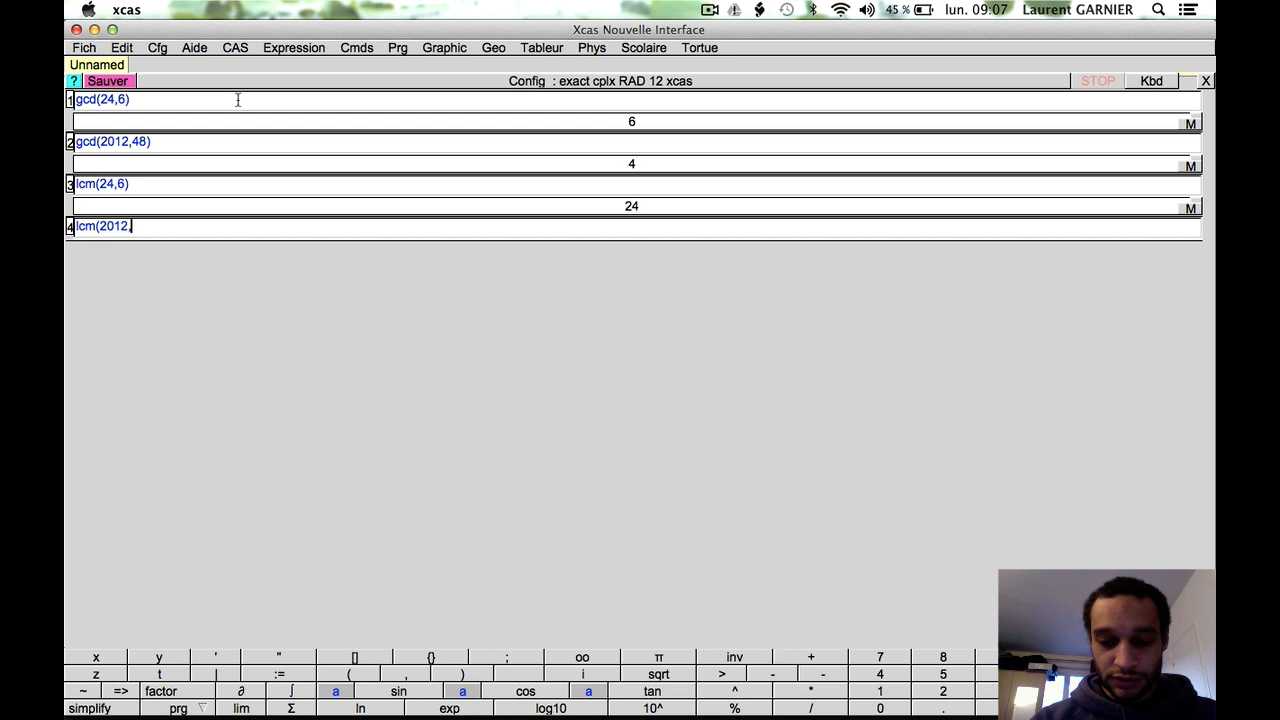 xcas 45 % lun. 09:07 Laurent GARNIER
Xcas Nouvelle Interface
Fich Edit Cfg Aide CAS Expression Cmds Prg Graphic Geo Tableur Phys Scolaire Tortue
Unnamed
? Sauver Config : exact cplx RAD 12 xcas STOP Kbd X
1 gcd(24,6)
6 M
2 gcd(2012,48)
4 M
3 lcm(24,6)
24 M
4 lcm(2012,
x y ' " [] {} ; oo π inv + 7 8
z t | := ( , ) i sqrt > - - 4 5
~ => factor ∂ ∫ a sin a cos a tan ^ * 1 2
simplify prg lim Σ ln exp log10 10^ % / 0 .